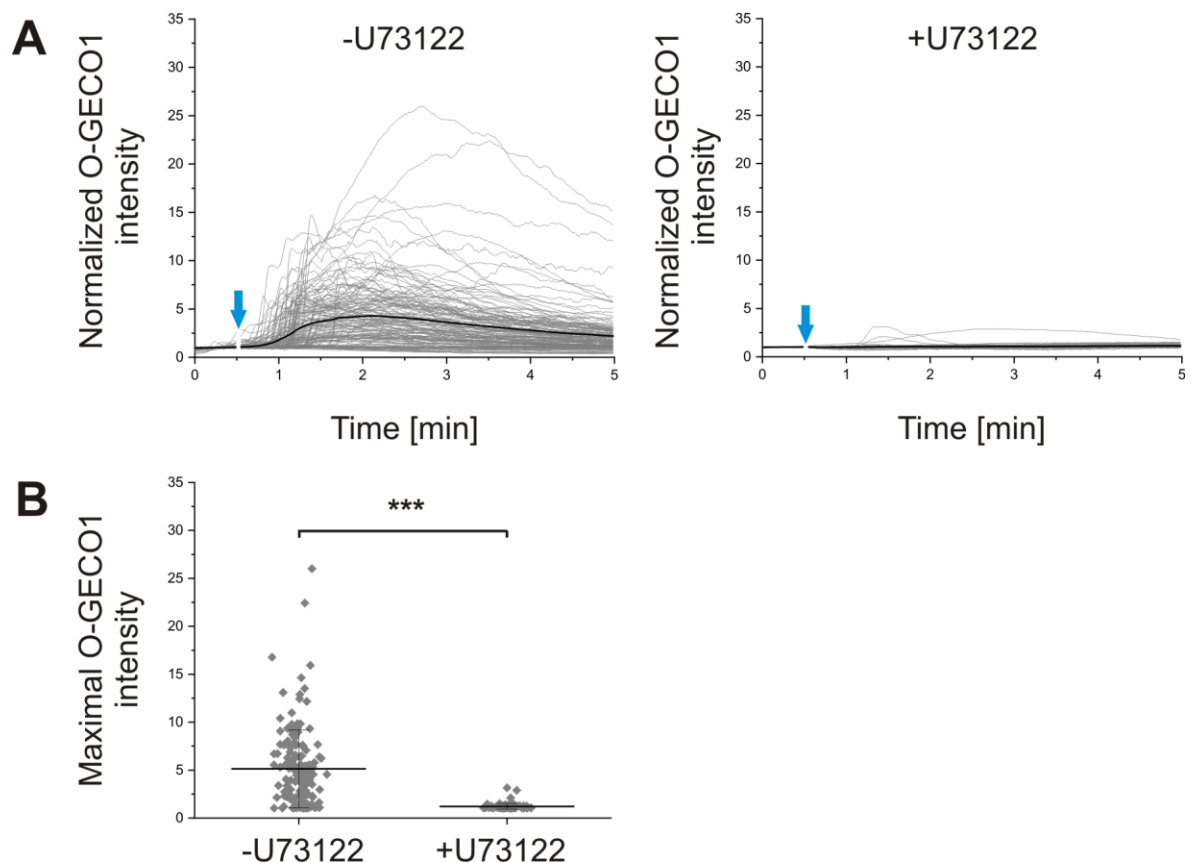 A
-U73122
+U73122
Normalized O-GECO1
intensity
35
30
25
20
15
10
5
0
0 1 2 3 4 5
Time [min]
Normalized O-GECO1
intensity
35
30
25
20
15
10
5
0
0 1 2 3 4 5
Time [min]
B
Maximal O-GECO1
intensity
35
30
25
20
15
10
5
0
***
-U73122
+U73122